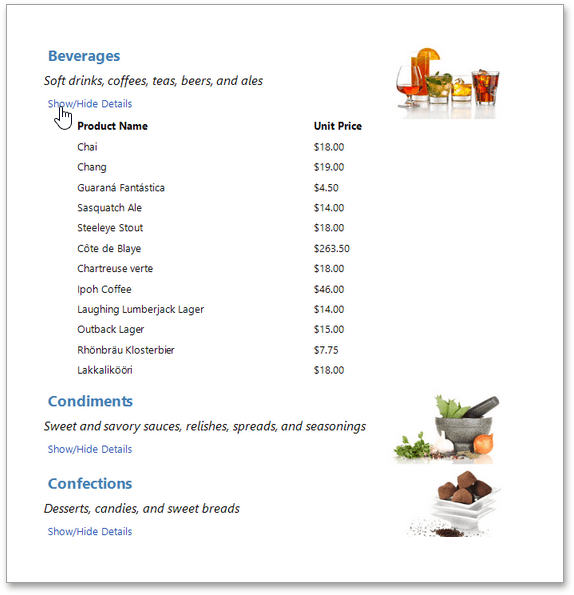 Beverages
Soft drinks, coffees, teas, beers, and ales
Show/Hide Details
Product Name Unit Price
Chai $18.00
Chang $19.00
Guaraná Fantástica $4.50
Sasquatch Ale $14.00
Steeleye Stout $18.00
Côte de Blaye $263.50
Chartreuse verte $18.00
Ipoh Coffee $46.00
Laughing Lumberjack Lager $14.00
Outback Lager $15.00
Rhönbräu Klosterbier $7.75
Lakkalikööri $18.00
Condiments
Sweet and savory sauces, relishes, spreads, and seasonings
Show/Hide Details
Confections
Desserts, candies, and sweet breads
Show/Hide Details